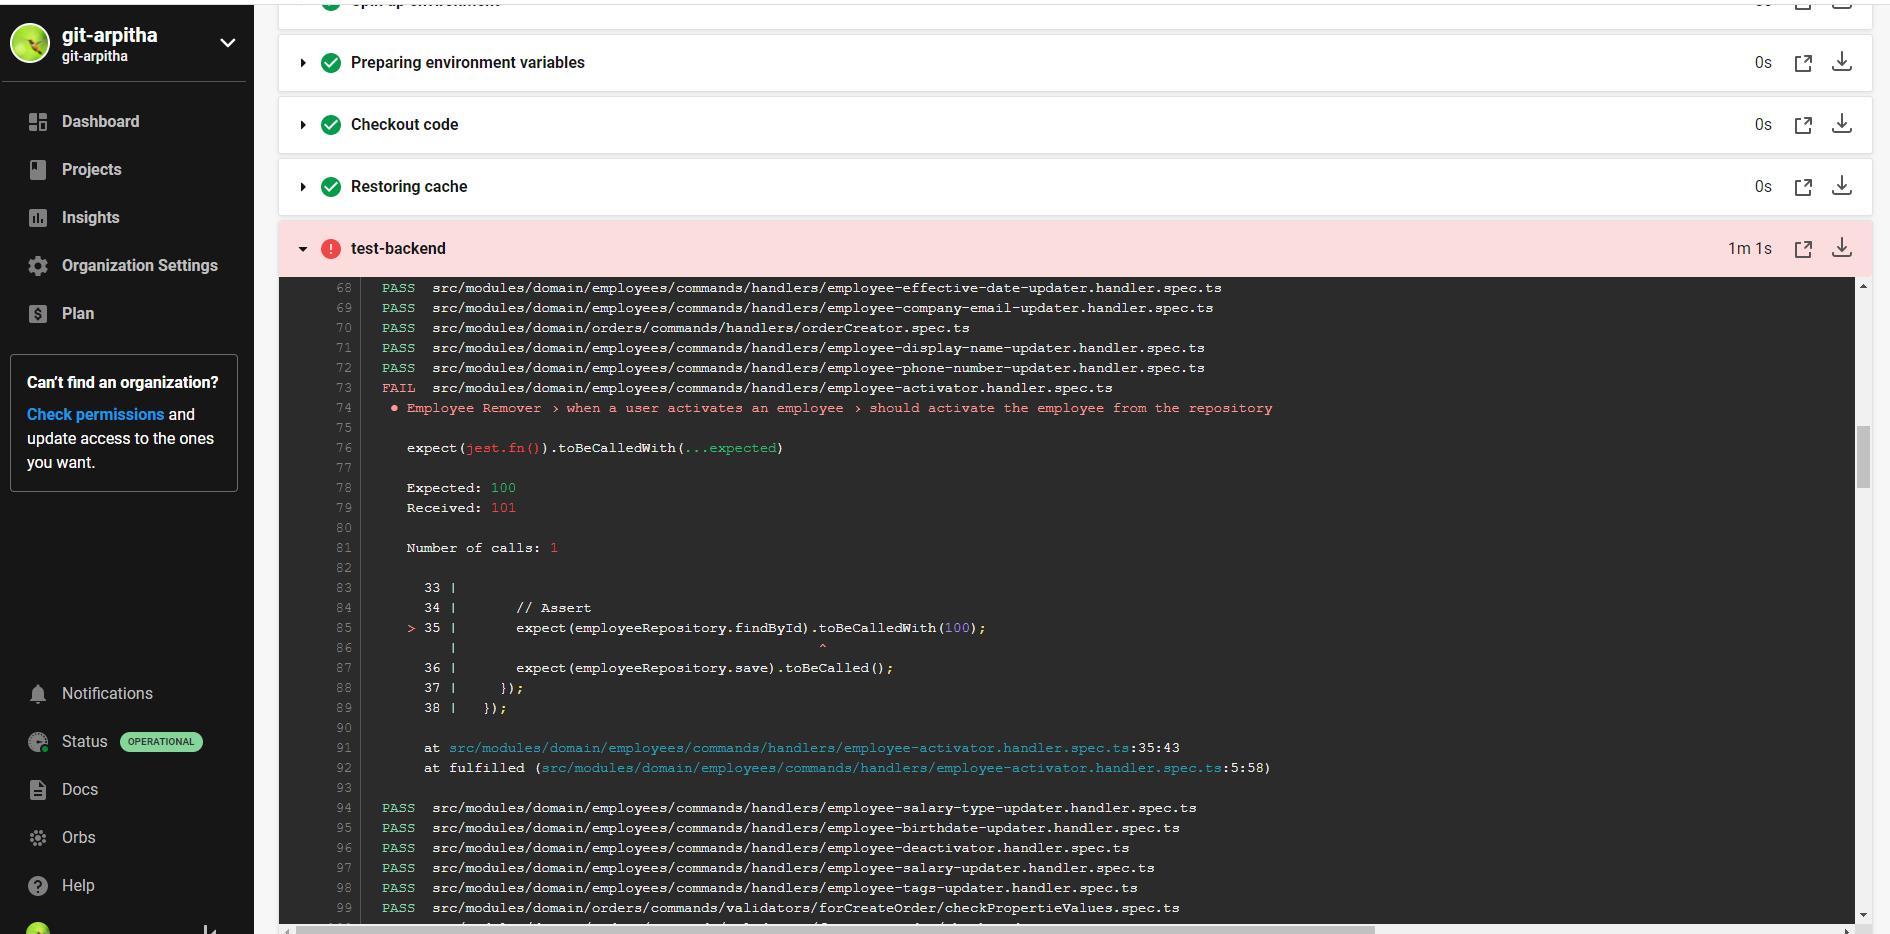 git-arpitha
git-arpitha
Dashboard
Projects
Insights
Organization Settings
Plan
Can't find an organization?
Check permissions and
update access to the ones
you want.
Notifications
Status OPERATIONAL
Docs
Orbs
Help
Spin up environment 0s
Preparing environment variables 0s
Checkout code 0s
Restoring cache 0s
test-backend 1m 1s
68 PASS src/modules/domain/employees/commands/handlers/employee-effective-date-updater.handler.spec.ts
69 PASS src/modules/domain/employees/commands/handlers/employee-company-email-updater.handler.spec.ts
70 PASS src/modules/domain/orders/commands/handlers/orderCreator.spec.ts
71 PASS src/modules/domain/employees/commands/handlers/employee-display-name-updater.handler.spec.ts
72 PASS src/modules/domain/employees/commands/handlers/employee-phone-number-updater.handler.spec.ts
73 FAIL src/modules/domain/employees/commands/handlers/employee-activator.handler.spec.ts
74 ● Employee Remover › when a user activates an employee › should activate the employee from the repository
75
76 expect(jest.fn()).toBeCalledWith(...expected)
77
78 Expected: 100
79 Received: 101
80
81 Number of calls: 1
82
83 33 |
84 34 | // Assert
85 > 35 | expect(employeeRepository.findById).toBeCalledWith(100);
86 | ^
87 36 | expect(employeeRepository.save).toBeCalled();
88 37 | });
89 38 | });
90
91 at src/modules/domain/employees/commands/handlers/employee-activator.handler.spec.ts:35:43
92 at fulfilled (src/modules/domain/employees/commands/handlers/employee-activator.handler.spec.ts:5:58)
93
94 PASS src/modules/domain/employees/commands/handlers/employee-salary-type-updater.handler.spec.ts
95 PASS src/modules/domain/employees/commands/handlers/employee-birthdate-updater.handler.spec.ts
96 PASS src/modules/domain/employees/commands/handlers/employee-deactivator.handler.spec.ts
97 PASS src/modules/domain/employees/commands/handlers/employee-salary-updater.handler.spec.ts
98 PASS src/modules/domain/employees/commands/handlers/employee-tags-updater.handler.spec.ts
99 PASS src/modules/domain/orders/commands/validators/forCreateOrder/checkPropertieValues.spec.ts